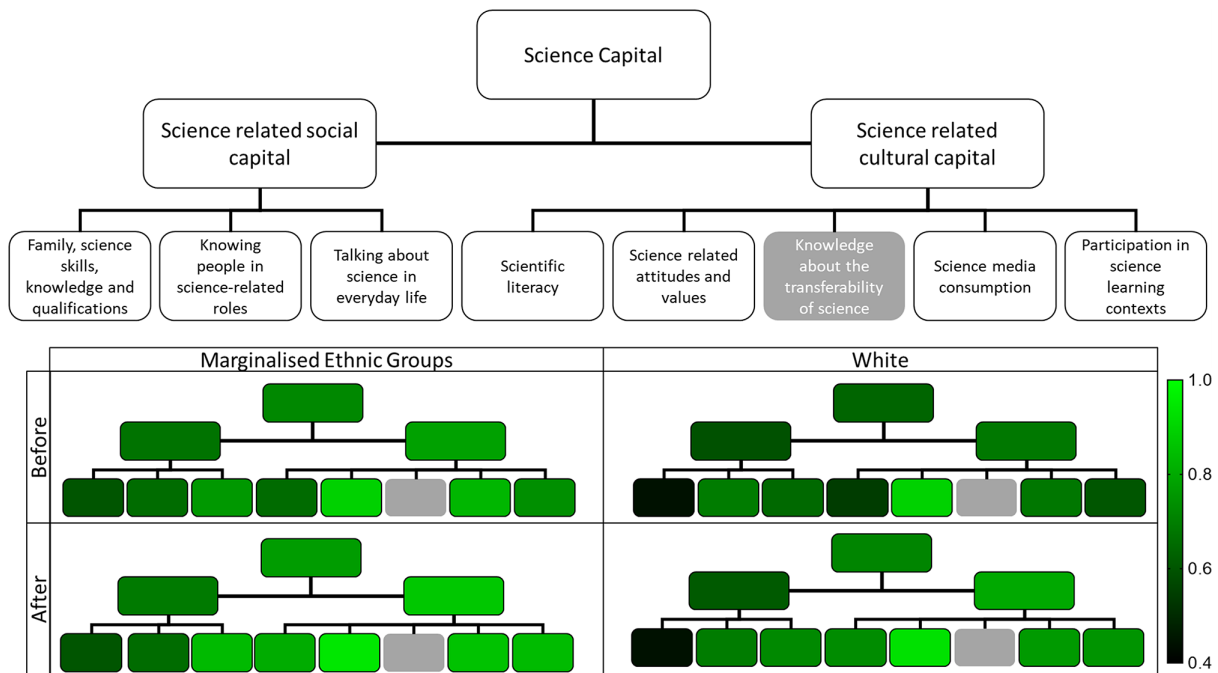 Science Capital
Science related social
capital
Science related
cultural capital
Family, science
skills,
knowledge and
qualifications
Knowing
people in
science-related
roles
Talking about
science in
everyday life
Scientific
literacy
Science related
attitudes and
values
Knowledge
about the
transferability
of science
Science media
consumption
Participation in
science
learning
contexts
Marginalised Ethnic Groups
White
Before
After
1.0
0.8
0.6
0.4